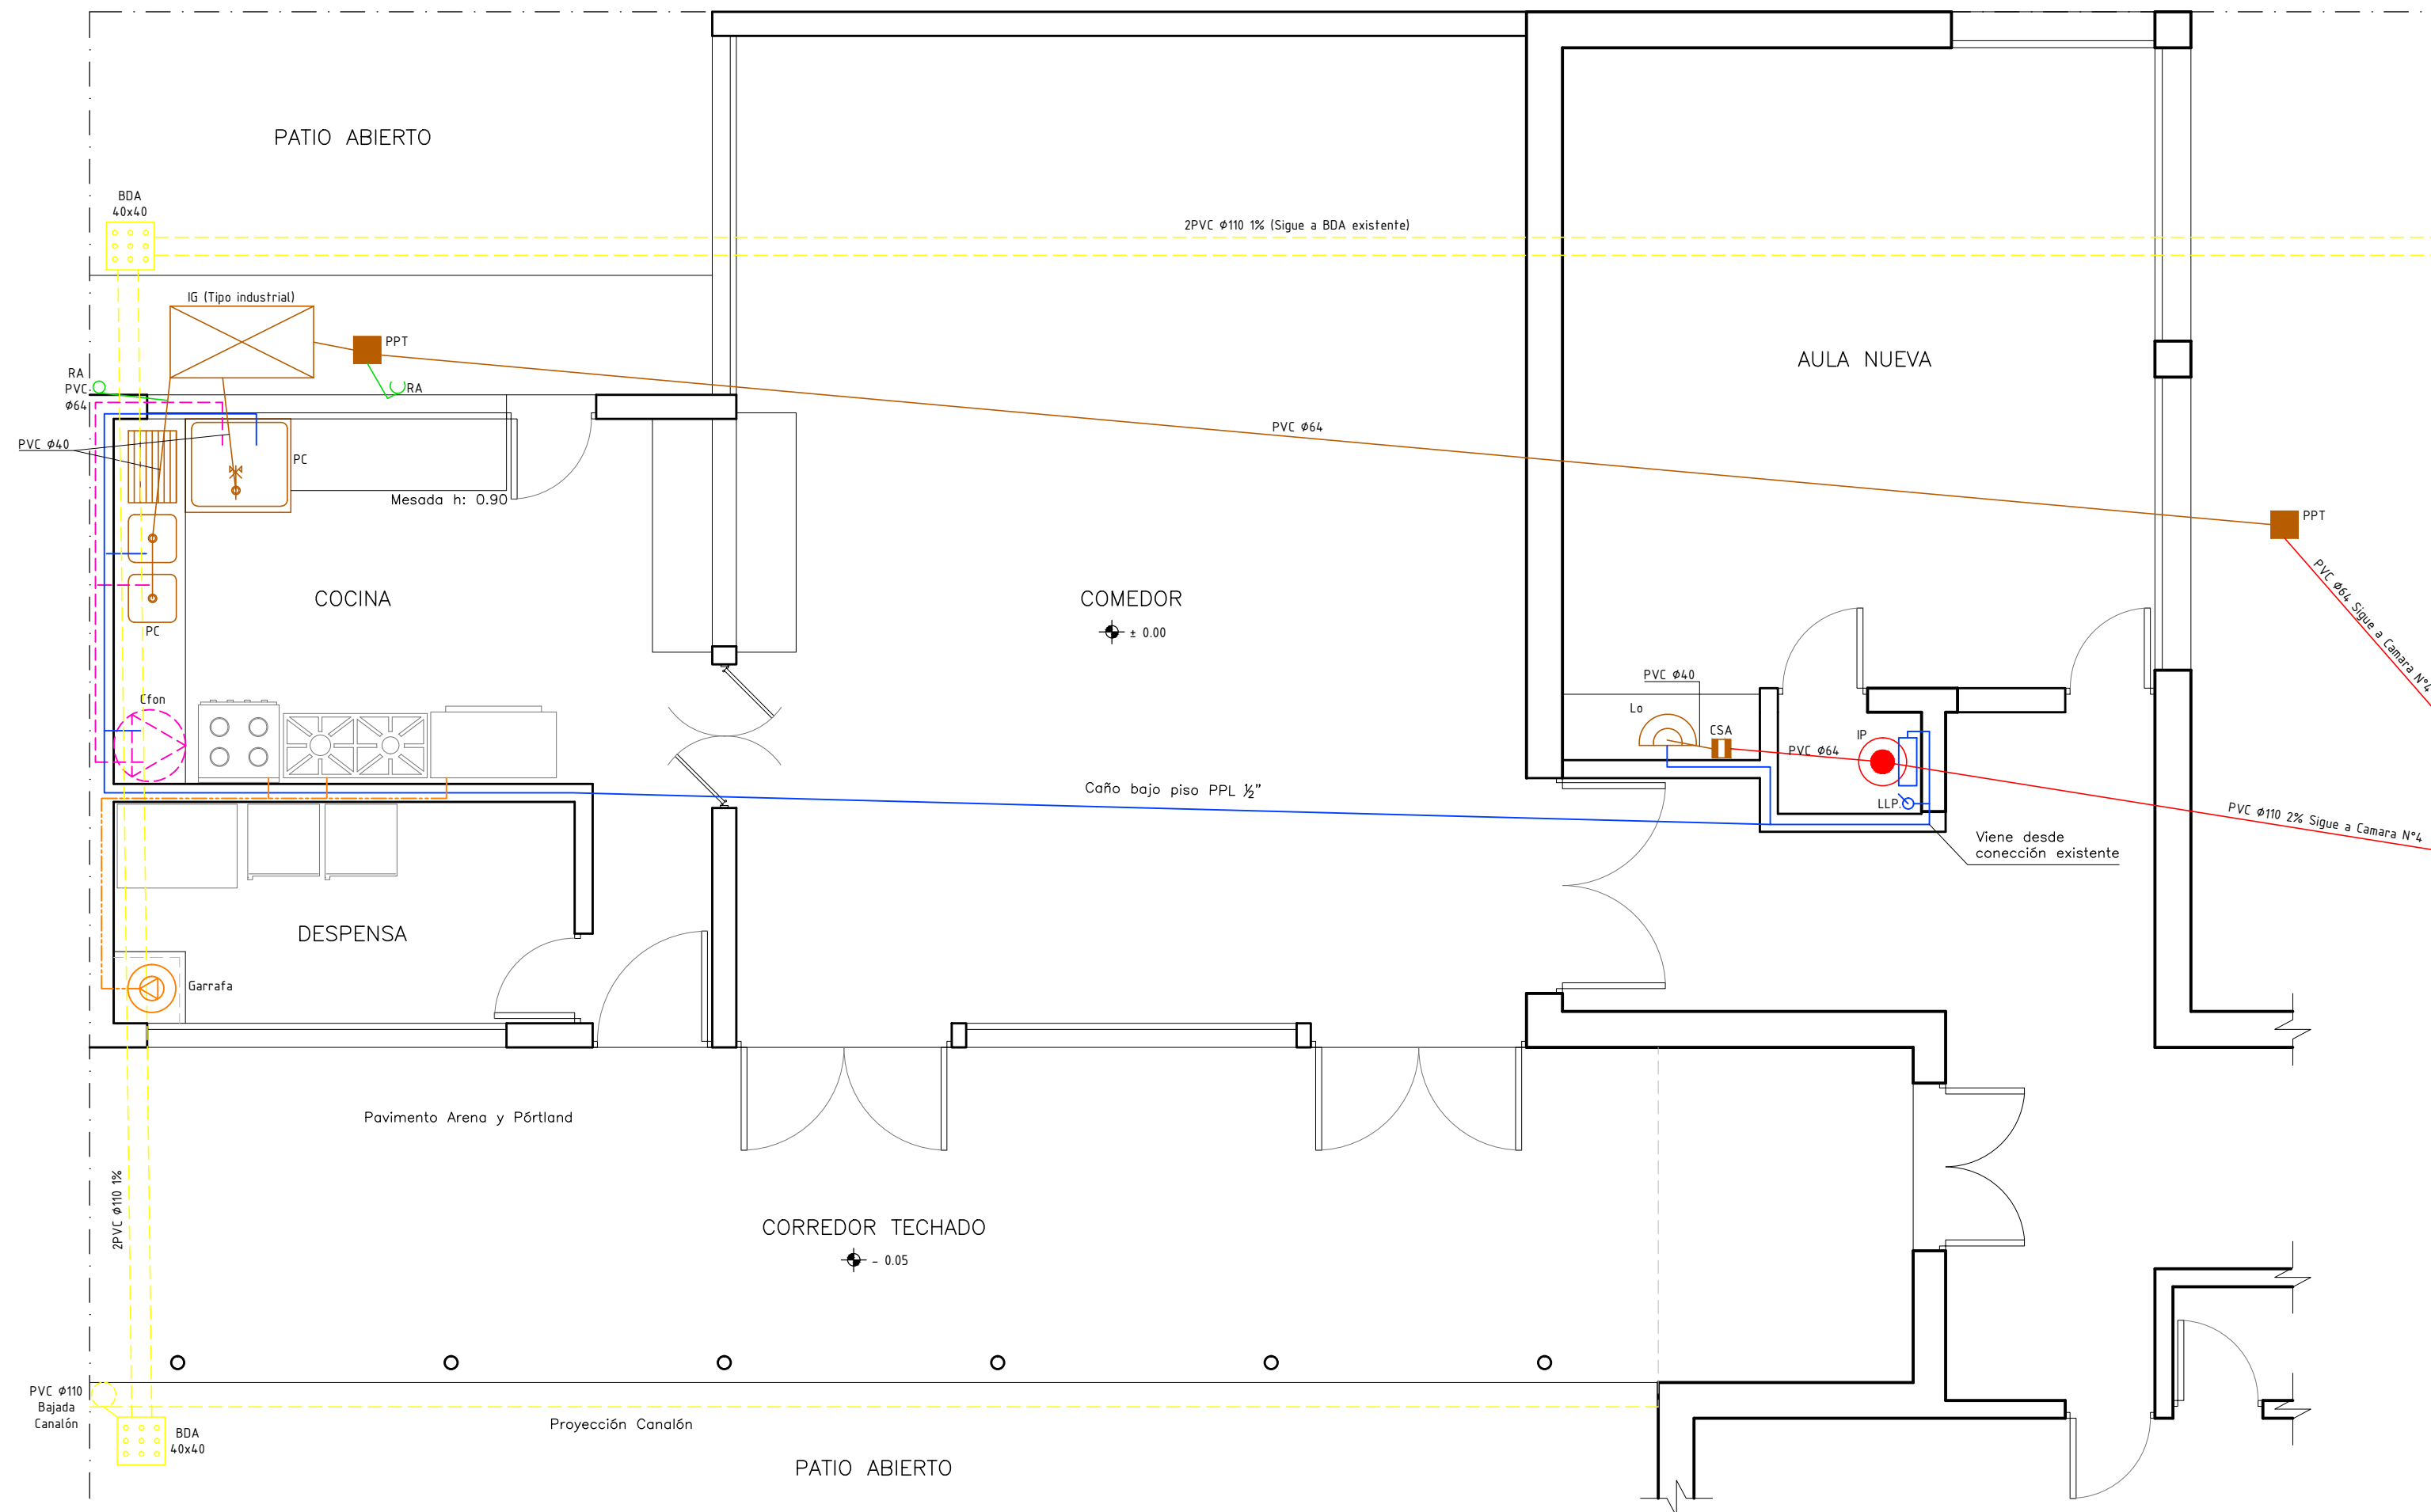 PATIO ABIERTO
BDA
40x40
2PVC Ø110 1% (Sigue a BDA existente)
IG (Tipo industrial)
PPT
RA
PVC
Ø64
RA
AULA NUEVA
PVC Ø40
PVC Ø64
PC
Mesada h: 0.90
PPT
PVC Ø64 Sigue a Camara N°4
COCINA
COMEDOR
± 0.00
PC
PVC Ø40
Cfon
Lo
CSA
IP
PVC Ø64
Caño bajo piso PPL ½"
LLP.
PVC Ø110 2% Sigue a Camara N°4
Viene desde
conección existente
DESPENSA
Garrafa
Pavimento Arena y Pórtland
2PVC Ø110 1%
CORREDOR TECHADO
- 0.05
PVC Ø110
Bajada
Canalón
Proyección Canalón
BDA
40x40
PATIO ABIERTO